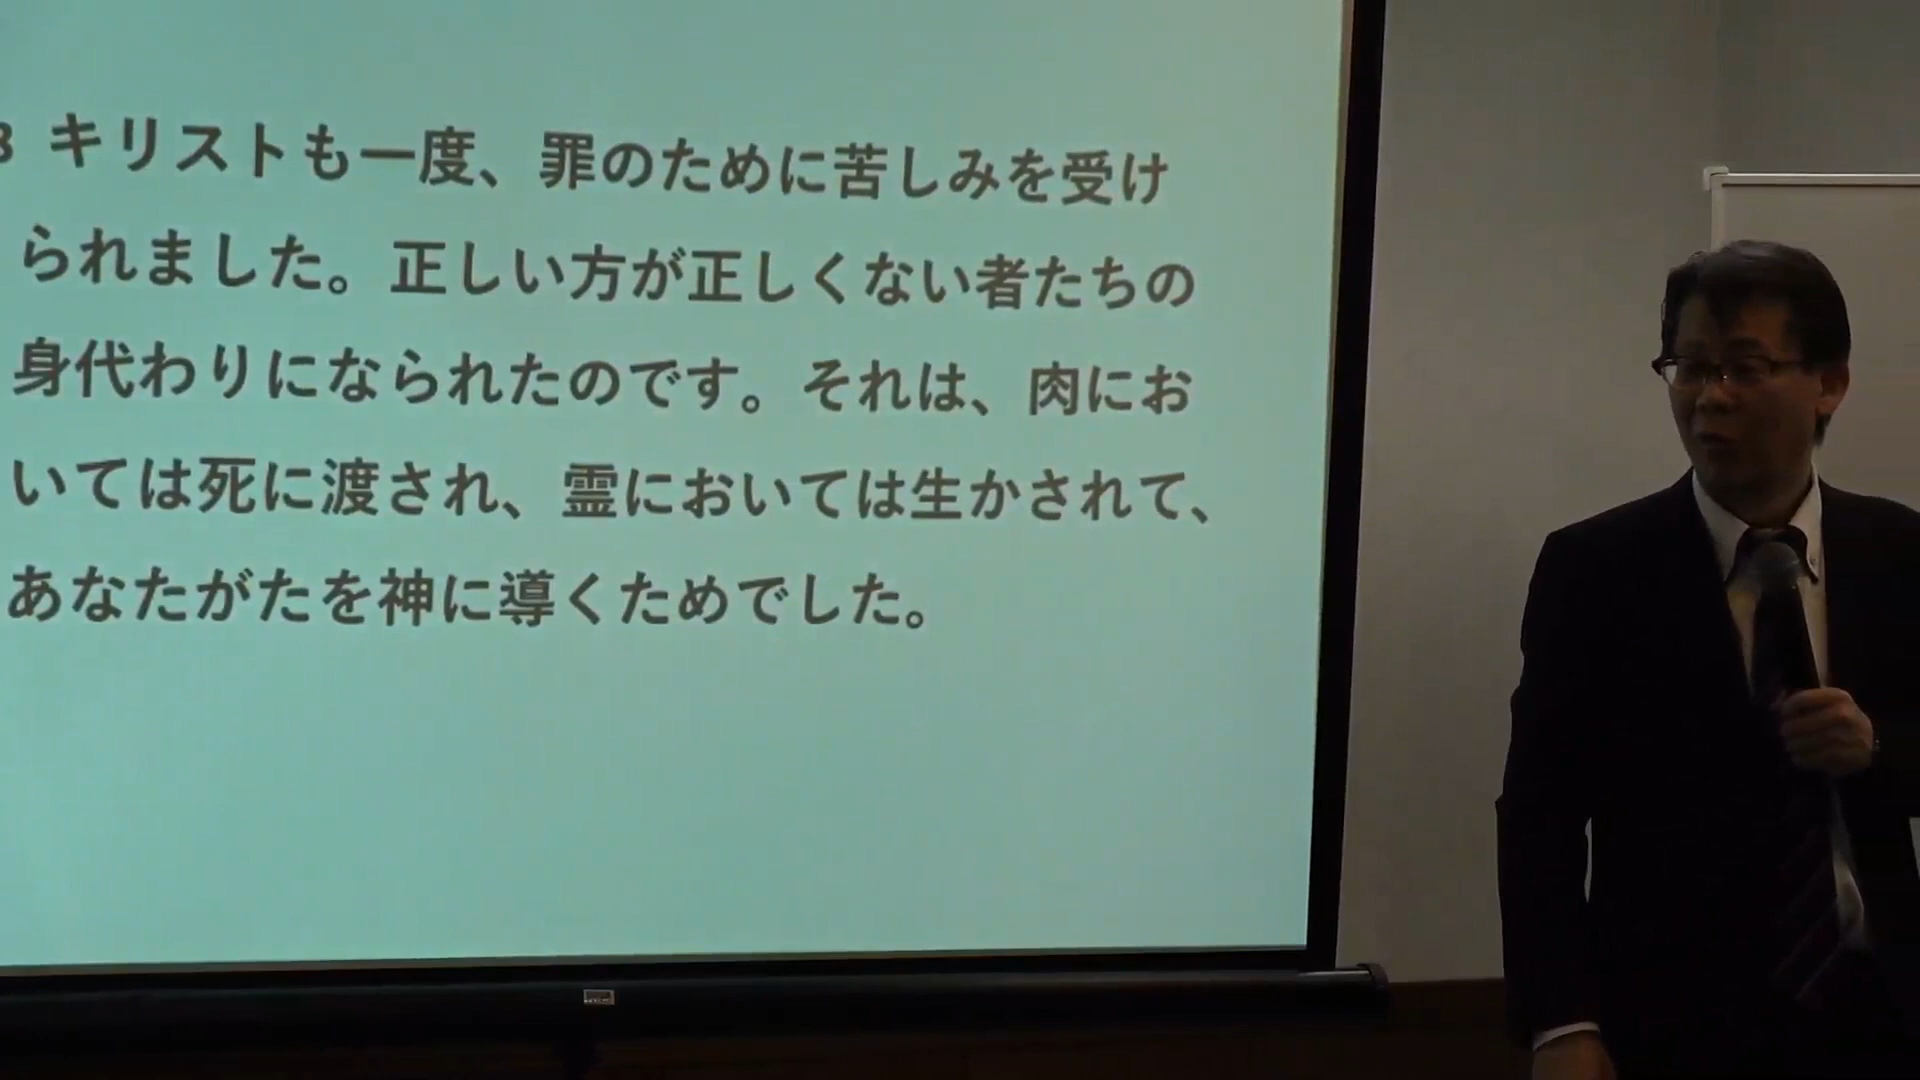 8 キリストも一度、罪のために苦しみを受け
られました。正しい方が正しくない者たちの
身代わりになられたのです。それは、肉にお
いては死に渡され、霊においては生かされて、
あなたがたを神に導くためでした。